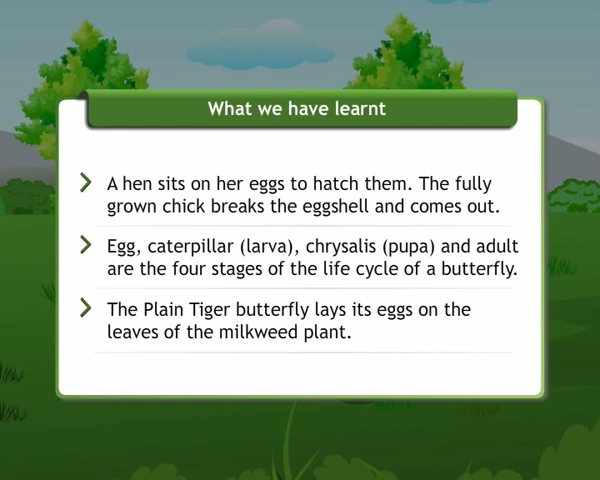 What we have learnt
A hen sits on her eggs to hatch them. The fully
grown chick breaks the eggshell and comes out.
Egg, caterpillar (larva), chrysalis (pupa) and adult
are the four stages of the life cycle of a butterfly.
The Plain Tiger butterfly lays its eggs on the
leaves of the milkweed plant.